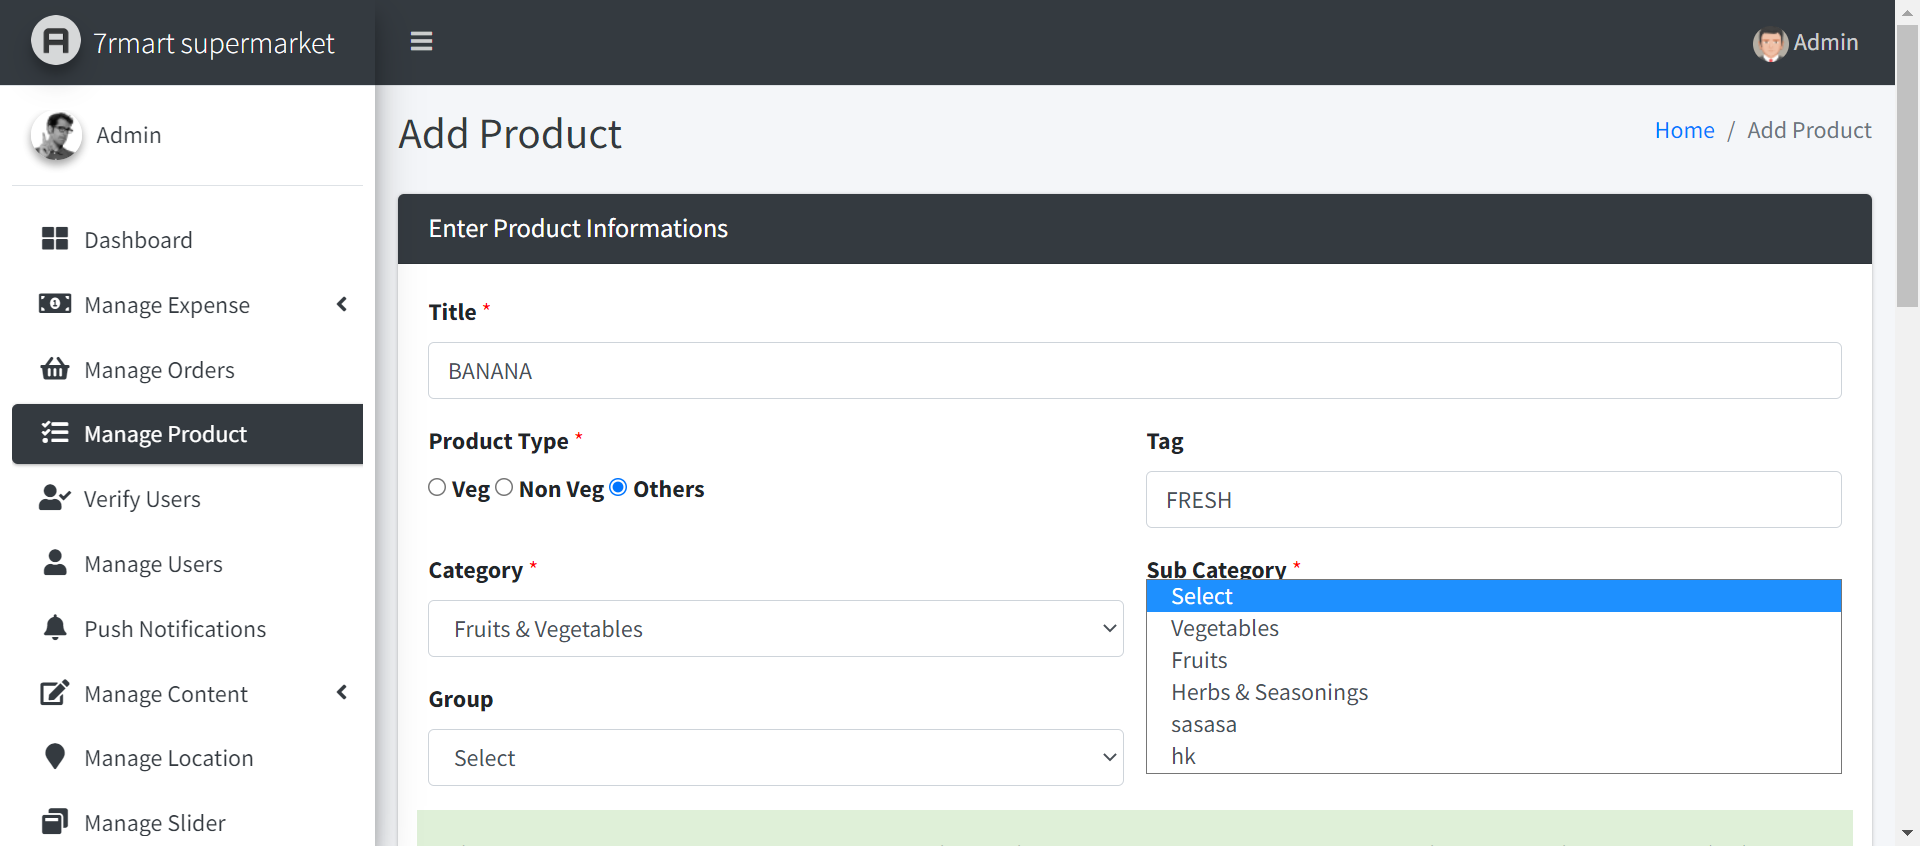 7rmart supermarket
Admin
Admin
Add Product
Home / Add Product
Dashboard
Manage Expense
Manage Orders
Manage Product
Verify Users
Manage Users
Push Notifications
Manage Content
Manage Location
Manage Slider
Enter Product Informations
Title *
BANANA
Product Type *
Veg Non Veg Others
Tag
FRESH
Category *
Fruits & Vegetables
Sub Category *
Select
Vegetables
Fruits
Herbs & Seasonings
sasasa
hk
Group
Select